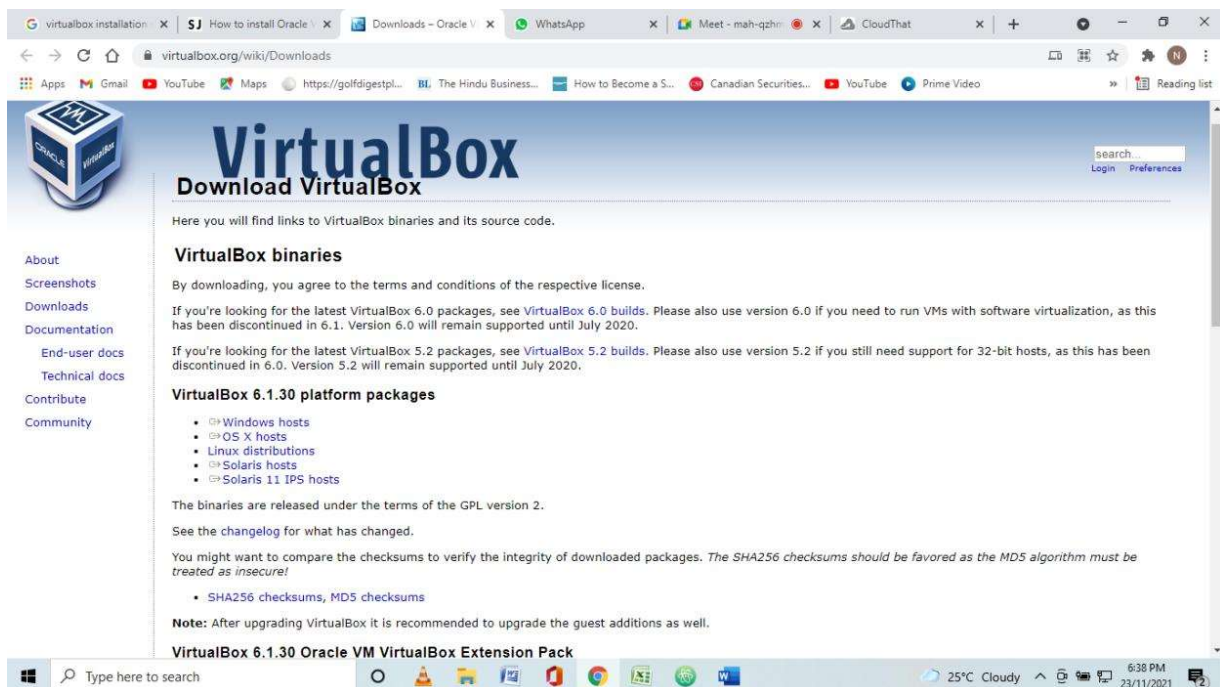 virtualbox installation
SJ How to install Oracle
Downloads – Oracle V
WhatsApp
Meet - mah-qzhm
CloudThat
virtualbox.org/wiki/Downloads
N
Apps
Gmail
YouTube
Maps
https://golfdigestpl...
BL. The Hindu Business...
How to Become a S...
Canadian Securities...
YouTube
Prime Video
»
Reading list
ORACLE
VirtualBox
VirtualBox
search...
Login Preferences
About
Screenshots
Downloads
Documentation
End-user docs
Technical docs
Contribute
Community
Download VirtualBox
Here you will find links to VirtualBox binaries and its source code.
VirtualBox binaries
By downloading, you agree to the terms and conditions of the respective license.
If you're looking for the latest VirtualBox 6.0 packages, see VirtualBox 6.0 builds. Please also use version 6.0 if you need to run VMs with software virtualization, as this
has been discontinued in 6.1. Version 6.0 will remain supported until July 2020.
If you're looking for the latest VirtualBox 5.2 packages, see VirtualBox 5.2 builds. Please also use version 5.2 if you still need support for 32-bit hosts, as this has been
discontinued in 6.0. Version 5.2 will remain supported until July 2020.
VirtualBox 6.1.30 platform packages
• Windows hosts
• OS X hosts
• Linux distributions
• Solaris hosts
• Solaris 11 IPS hosts
The binaries are released under the terms of the GPL version 2.
See the changelog for what has changed.
You might want to compare the checksums to verify the integrity of downloaded packages. The SHA256 checksums should be favored as the MD5 algorithm must be
treated as insecure!
• SHA256 checksums, MD5 checksums
Note: After upgrading VirtualBox it is recommended to upgrade the guest additions as well.
VirtualBox 6.1.30 Oracle VM VirtualBox Extension Pack
Type here to search
25°C Cloudy
6:38 PM
23/11/2021
2